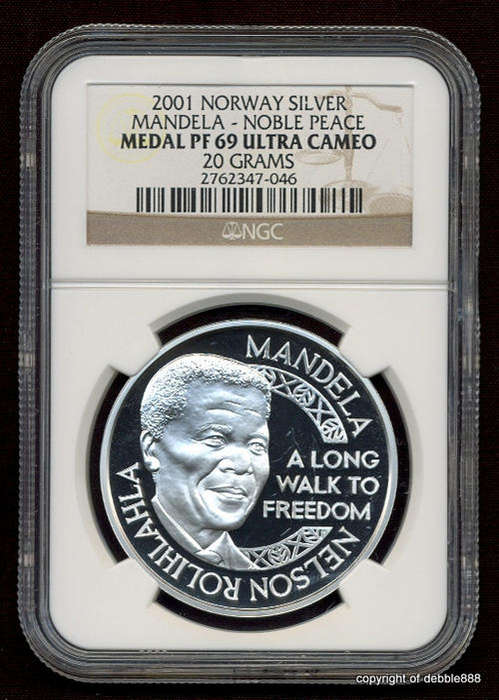 2001 NORWAY SILVER
MANDELA - NOBLE PEACE
MEDAL PF 69 ULTRA CAMEO
20 GRAMS
2762347-046
NGC
MANDELA
A LONG
WALK TO
FREEDOM
NELSON ROLIHLAHLA
copyright of debble888